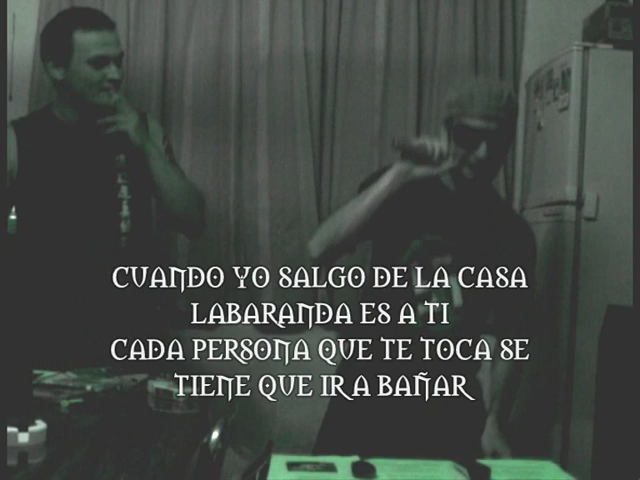 CUANDO YO SALGO DE LA CASA
LABARANDA ES A TI
CADA PERSONA QUE TE TOCA SE
TIENE QUE IR A BAÑAR